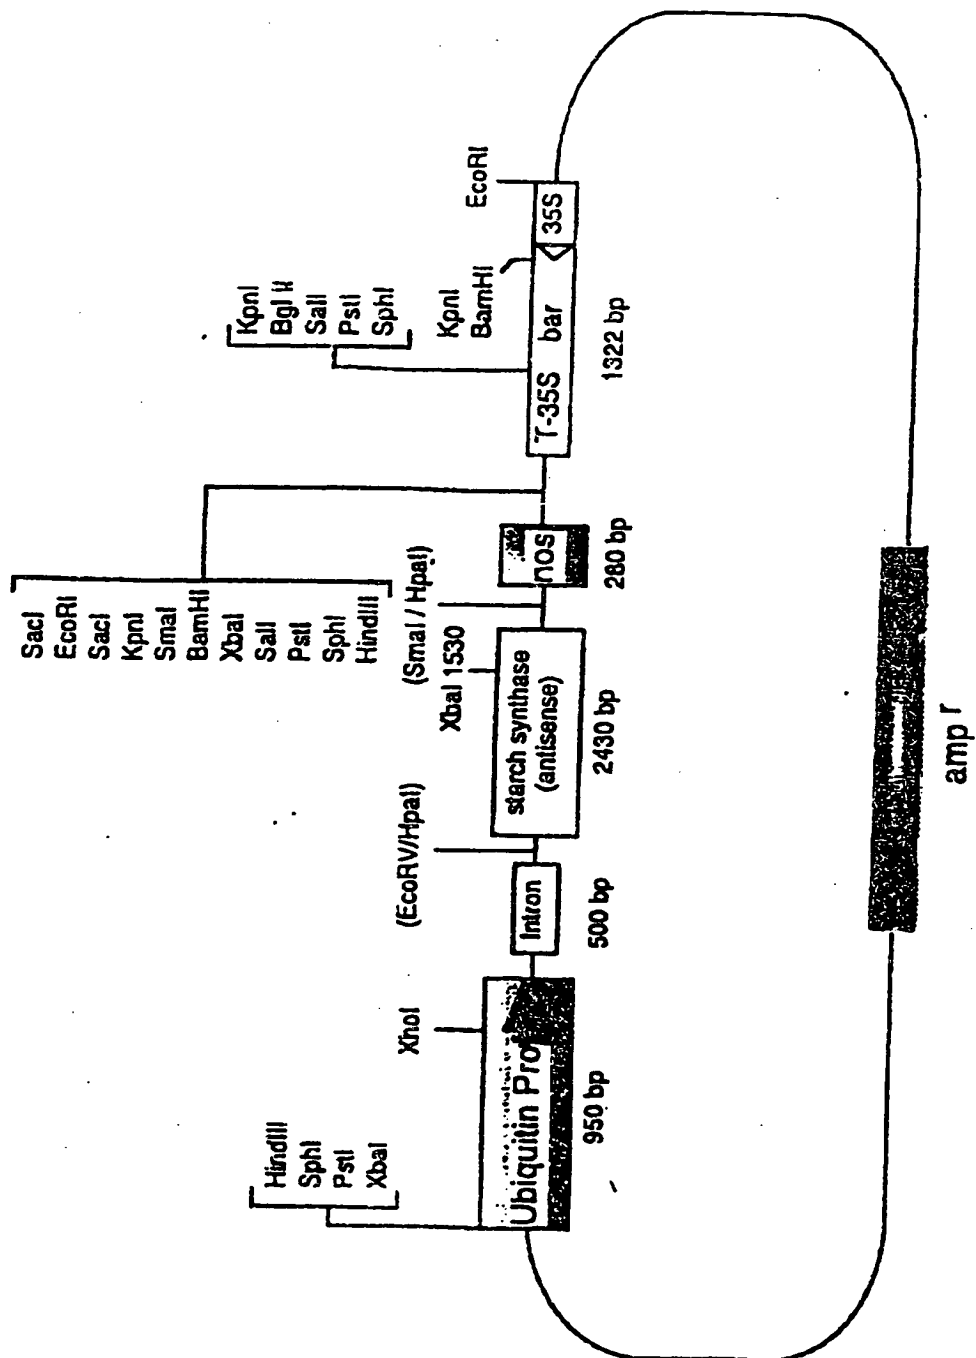 HindIII
SphI
PstI
XbaI
XhoI
(EcoRV/HpaI)
XbaI 1530
(SmaI / HpaI)
SacI
EcoRI
SacI
KpnI
SmaI
BamHI
XbaI
SalI
PstI
SphI
HindIII
KpnI
Bgl II
SalI
PstI
SphI
KpnI
BamHI
EcoRI
Ubiquitin Pro
Intron
starch synthase
(antisense)
nos
T-35S bar
35S
950 bp
500 bp
2430 bp
280 bp
1322 bp
amp r